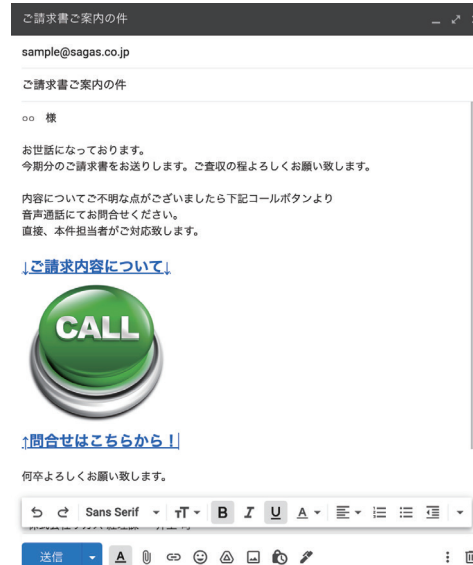 ご請求書ご案内の件
sample@sagas.co.jp
ご請求書ご案内の件
○○ 様
お世話になっております。
今期分のご請求書をお送りします。ご査収の程よろしくお願い致します。
内容についてご不明な点がございましたら下記コールボタンより
音声通話にてお問合せください。
直接、本件担当者がご対応致します。
↓ご請求内容について↓
CALL
↑問合せはこちらから！
何卒よろしくお願い致します。
Sans Serif
送信